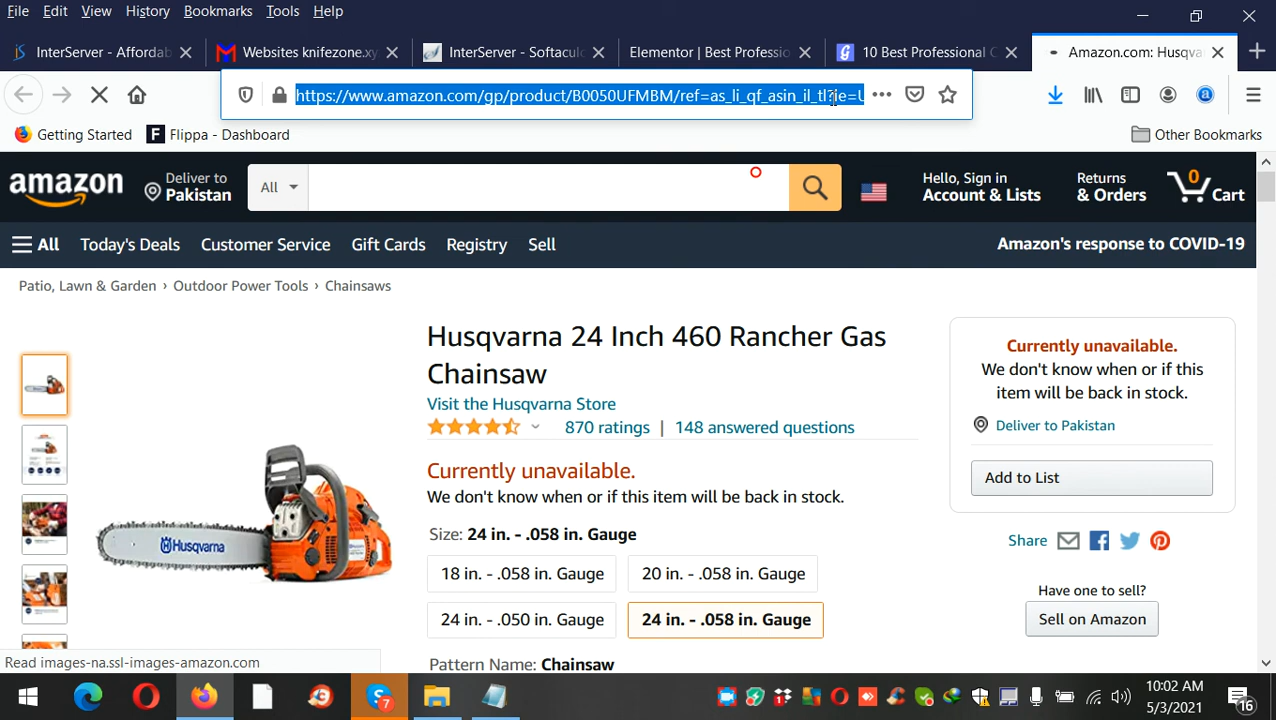 File Edit View History Bookmarks Tools Help
InterServer - Affordab
Websites knifezone.xy
InterServer - Softacul
Elementor | Best Professio
10 Best Professional C
Amazon.com: Husqva
https://www.amazon.com/gp/product/B0050UFMBM/ref=as_li_qf_asin_il_tl?ie=U
Getting Started
Flippa - Dashboard
Other Bookmarks
amazon
Deliver to
Pakistan
All
Hello, Sign in
Account & Lists
Returns
& Orders
0
Cart
All
Today's Deals
Customer Service
Gift Cards
Registry
Sell
Amazon's response to COVID-19
Patio, Lawn & Garden › Outdoor Power Tools › Chainsaws
Husqvarna 24 Inch 460 Rancher Gas
Chainsaw
Visit the Husqvarna Store
870 ratings | 148 answered questions
Currently unavailable.
We don't know when or if this item will be back in stock.
Size: 24 in. - .058 in. Gauge
18 in. - .058 in. Gauge
20 in. - .058 in. Gauge
24 in. - .050 in. Gauge
24 in. - .058 in. Gauge
Pattern Name: Chainsaw
Husqvarna
Currently unavailable.
We don't know when or if this
item will be back in stock.
Deliver to Pakistan
Add to List
Share
Have one to sell?
Sell on Amazon
Read images-na.ssl-images-amazon.com
7
10:02 AM
5/3/2021
16